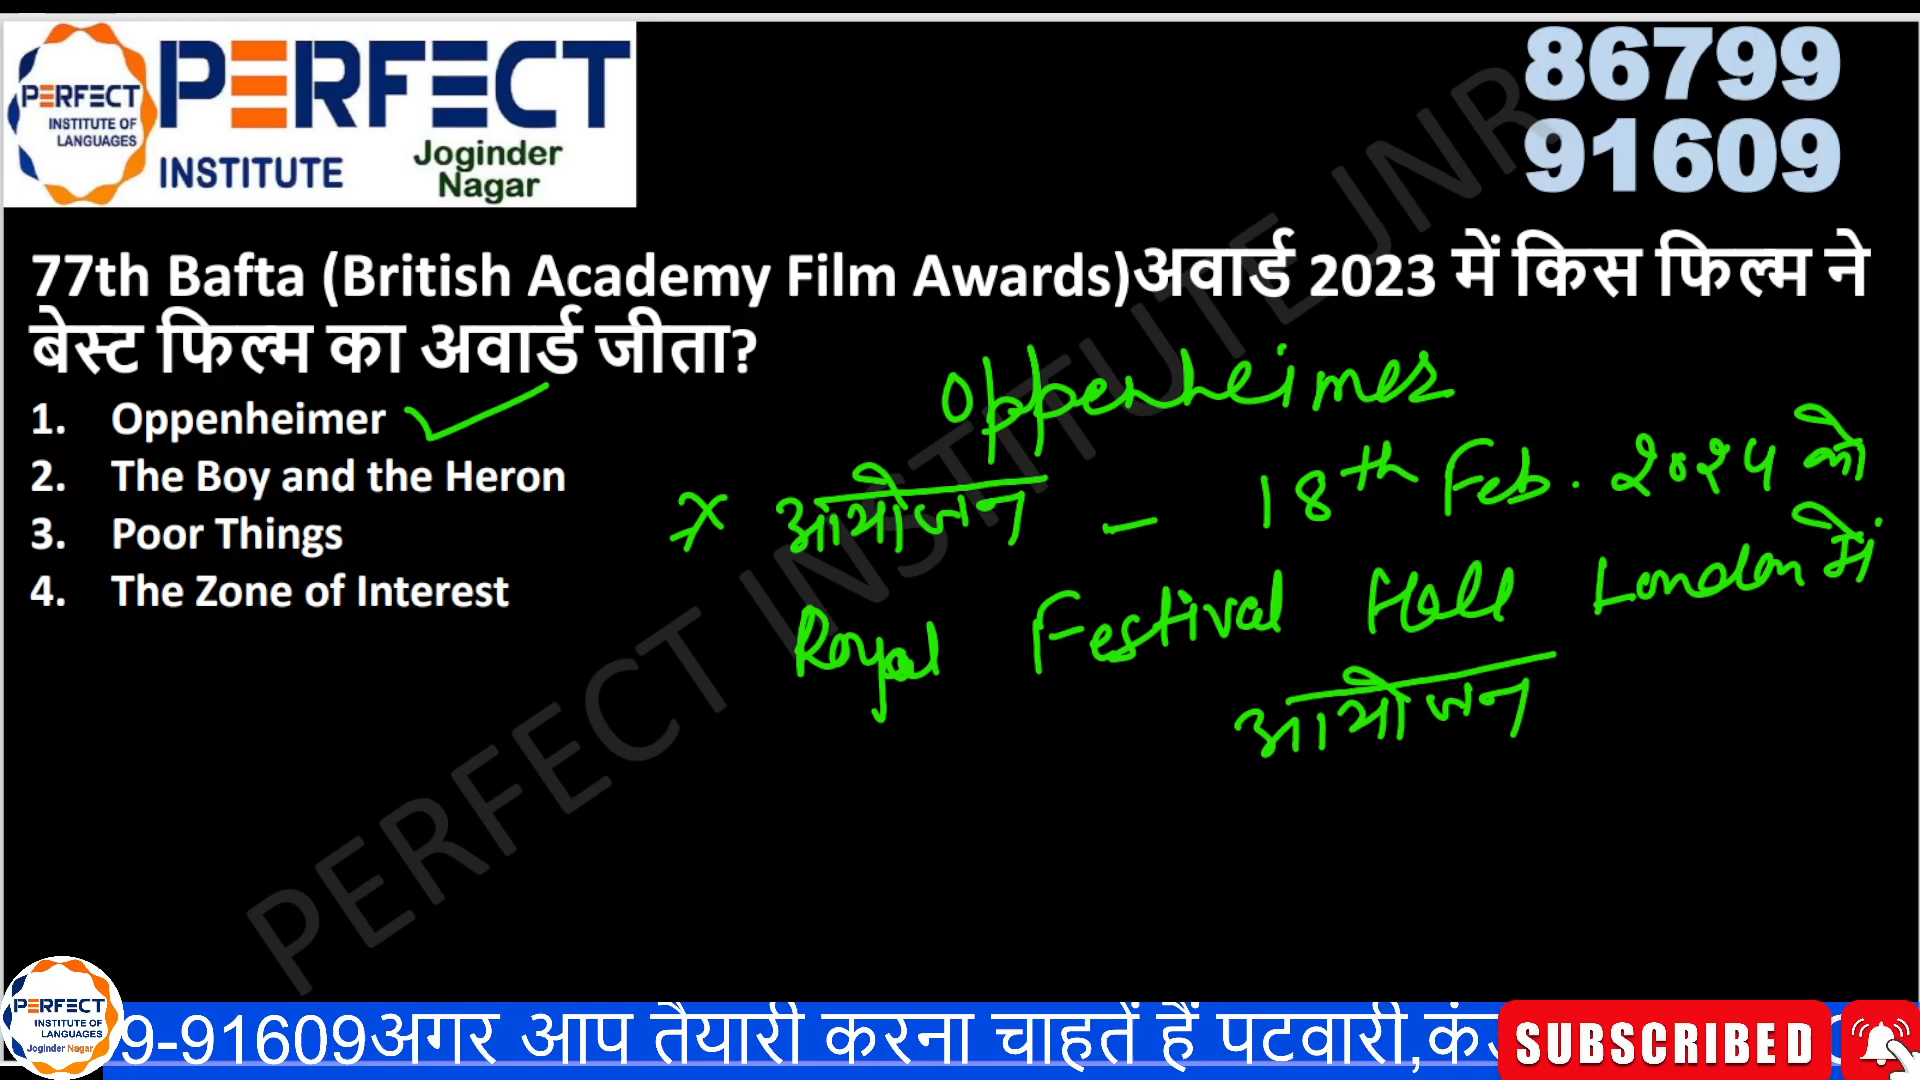 PERFECT
INSTITUTE OF
LANGUAGES
PERFECT
INSTITUTE
Joginder
Nagar
86799
91609
77th Bafta (British Academy Film Awards)अवार्ड 2023 में किस फिल्म ने
बेस्ट फिल्म का अवार्ड जीता?
1. Oppenheimer
2. The Boy and the Heron
3. Poor Things
4. The Zone of Interest
Oppenheimer
आयोजन - 18th Feb. २०२५ को
Royal Festival Hall London में
आयोजन
PERFECT INSTITUTE JNR
PERFECT
INSTITUTE OF
LANGUAGES
Joginder Nagar
9-91609अगर आप तैयारी करना चाहतें हैं पटवारी,कं
SUBSCRIBED